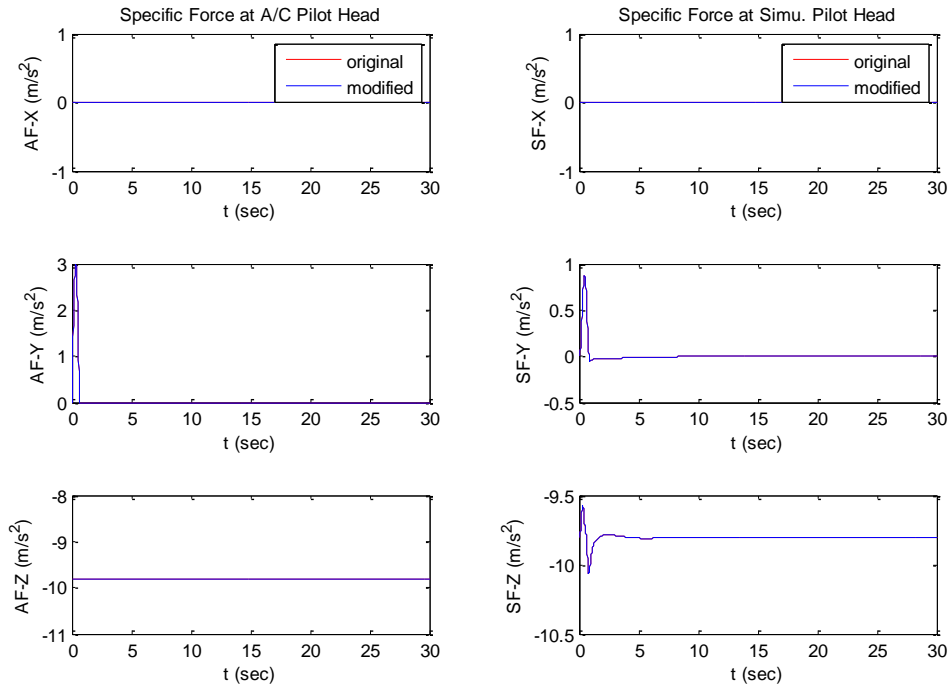 Specific Force at A/C Pilot Head
Specific Force at Simu. Pilot Head
AF-X (m/s²)
1
0
-1
original
modified
0 5 10 15 20 25 30
t (sec)
SF-X (m/s²)
1
0
-1
original
modified
0 5 10 15 20 25 30
t (sec)
AF-Y (m/s²)
3
2
1
0
0 5 10 15 20 25 30
t (sec)
SF-Y (m/s²)
1
0.5
0
-0.5
0 5 10 15 20 25 30
t (sec)
AF-Z (m/s²)
-8
-9
-10
-11
0 5 10 15 20 25 30
t (sec)
SF-Z (m/s²)
-9.5
-10
-10.5
0 5 10 15 20 25 30
t (sec)